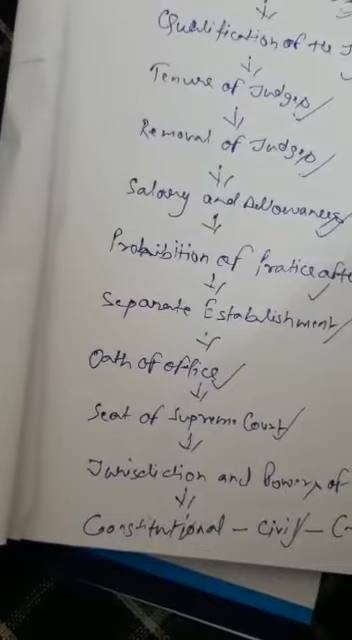 Qualification of the J
Tenure of Judges
Removal of Judges
Salary and Allowances
Prohibition of Pratice afte
Separate Establishment
Oath of office
Seat of Supreme Court
Jurisdiction and Powers of
Constitutional - Civil - C